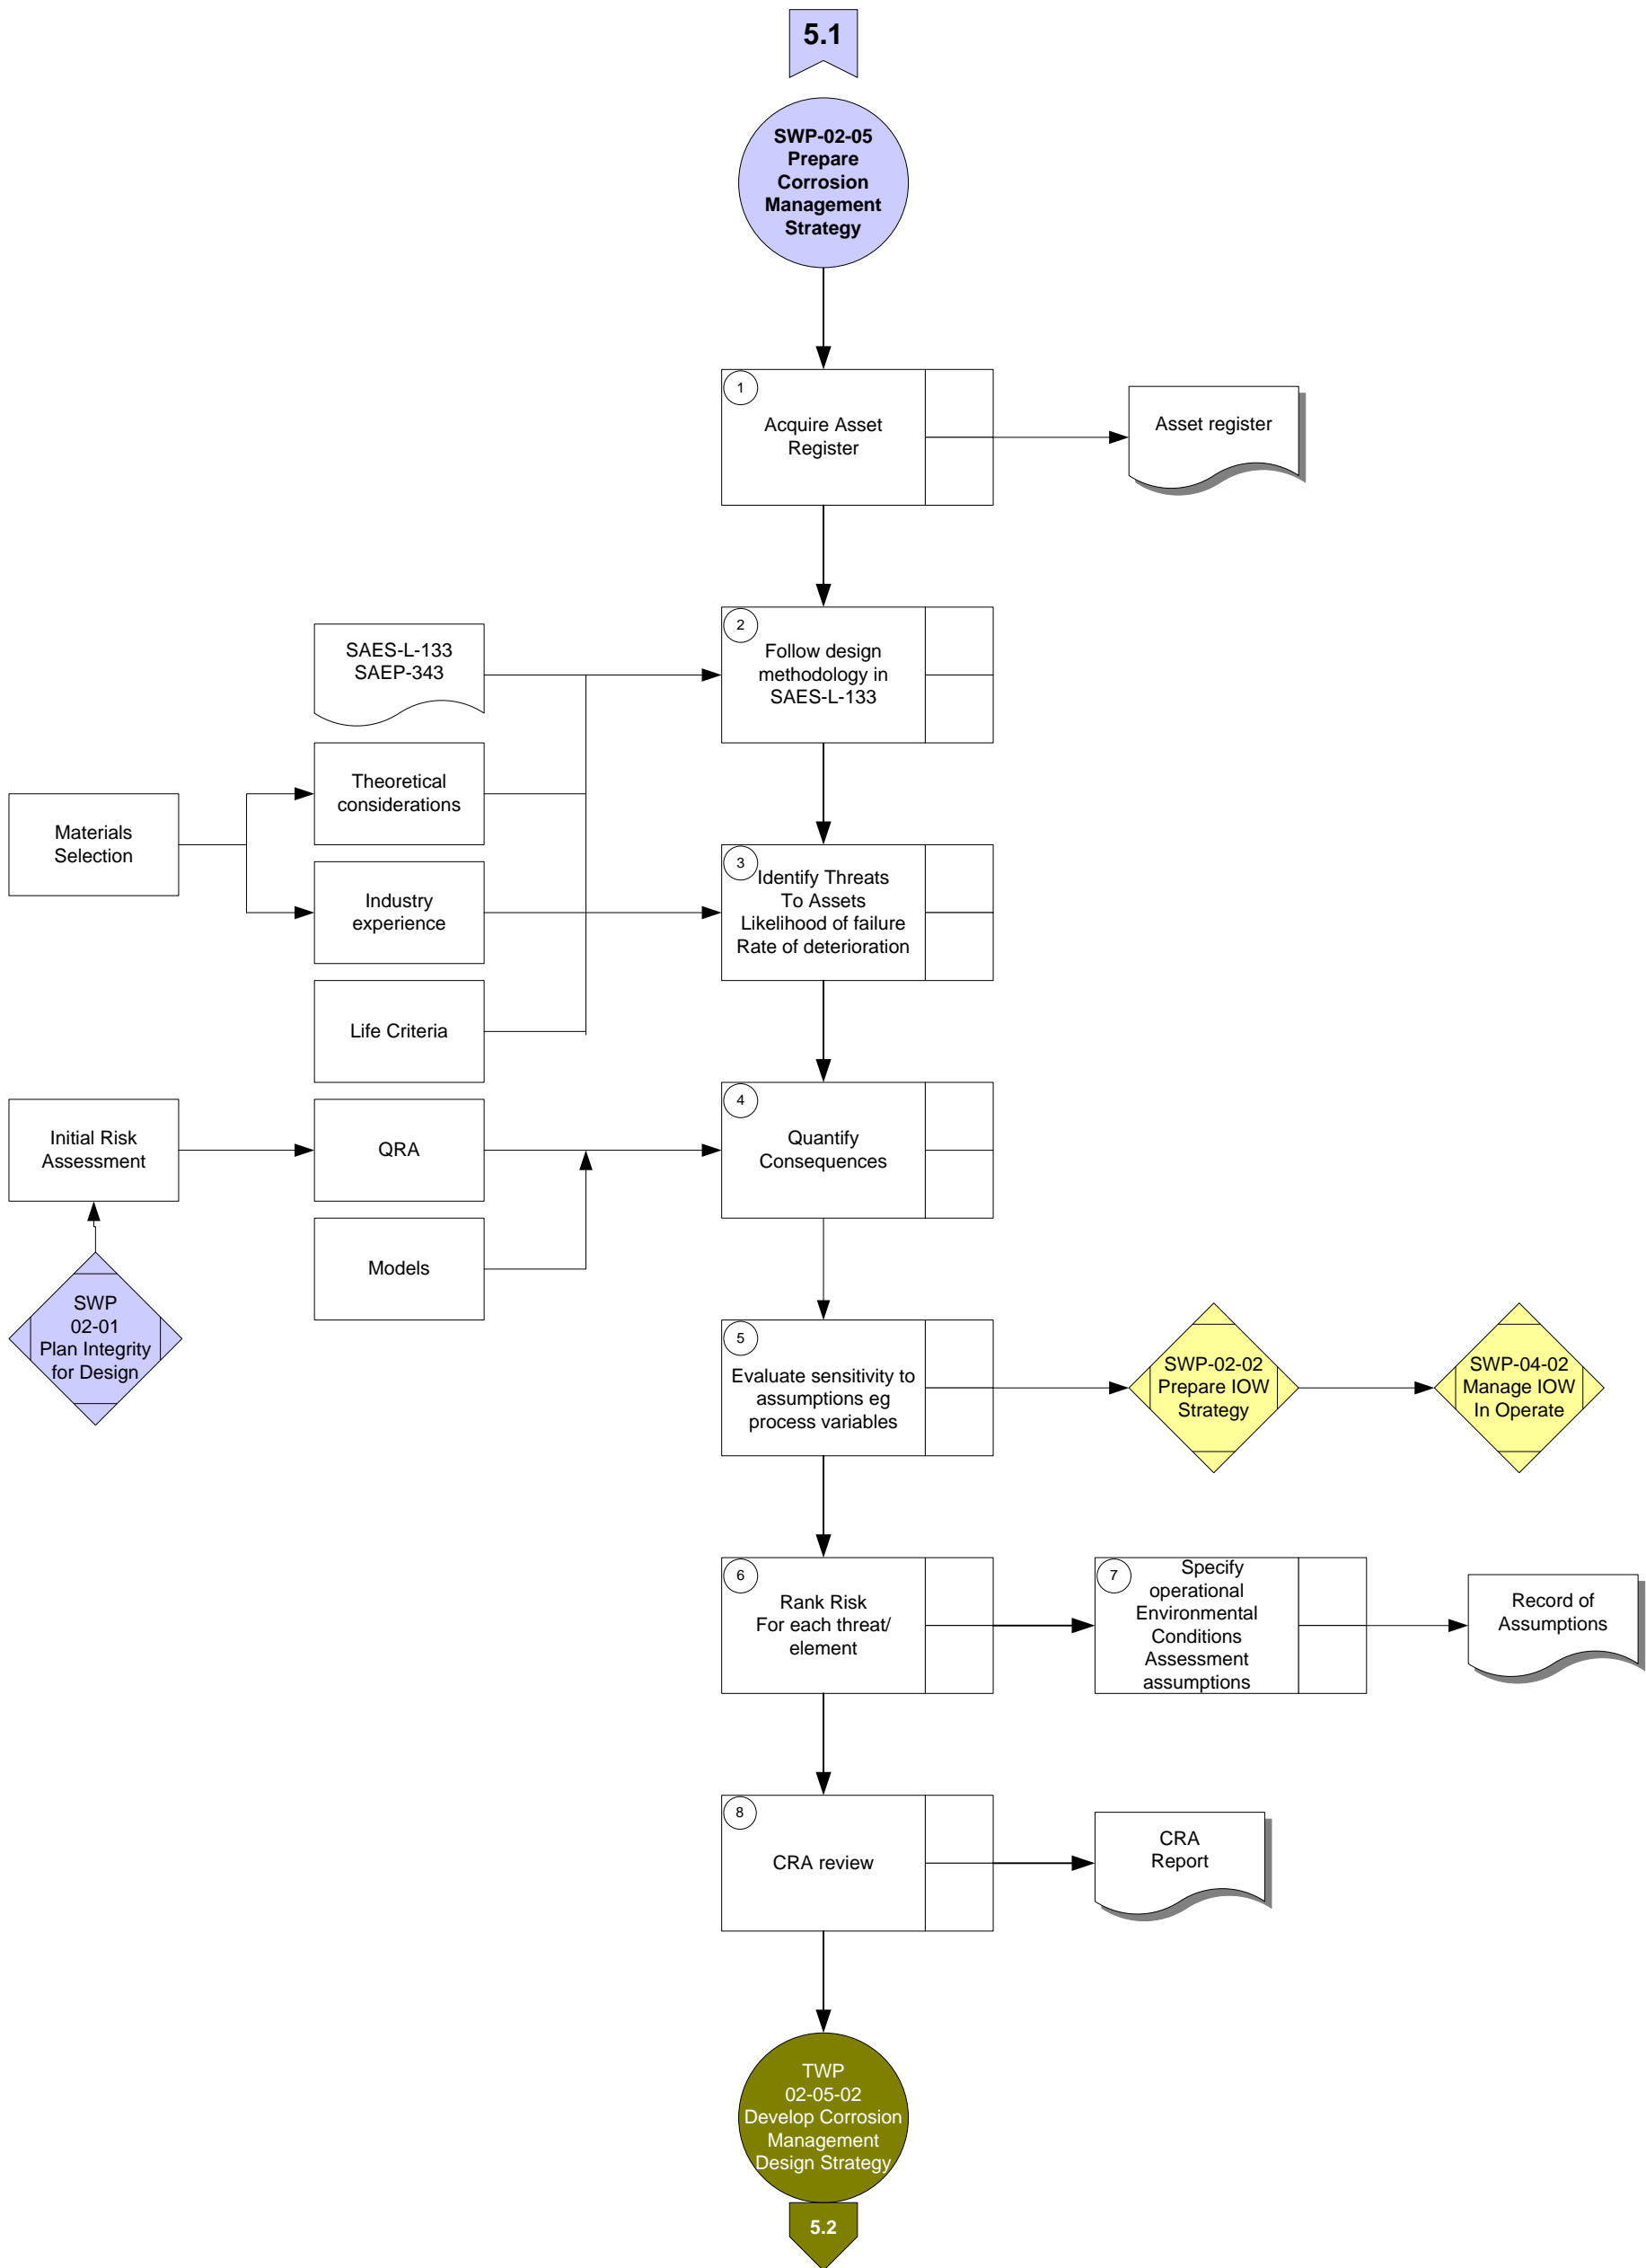 5.1
SWP-02-05
Prepare
Corrosion
Management
Strategy
1
Acquire Asset
Register
Asset register
SAES-L-133
SAEP-343
2
Follow design
methodology in
SAES-L-133
Theoretical
considerations
Materials
Selection
Industry
experience
3
Identify Threats
To Assets
Likelihood of failure
Rate of deterioration
Life Criteria
Initial Risk
Assessment
QRA
4
Quantify
Consequences
Models
SWP
02-01
Plan Integrity
for Design
5
Evaluate sensitivity to
assumptions eg
process variables
SWP-02-02
Prepare IOW
Strategy
SWP-04-02
Manage IOW
In Operate
6
Rank Risk
For each threat/
element
7
Specify
operational
Environmental
Conditions
Assessment
assumptions
Record of
Assumptions
8
CRA review
CRA
Report
TWP
02-05-02
Develop Corrosion
Management
Design Strategy
5.2